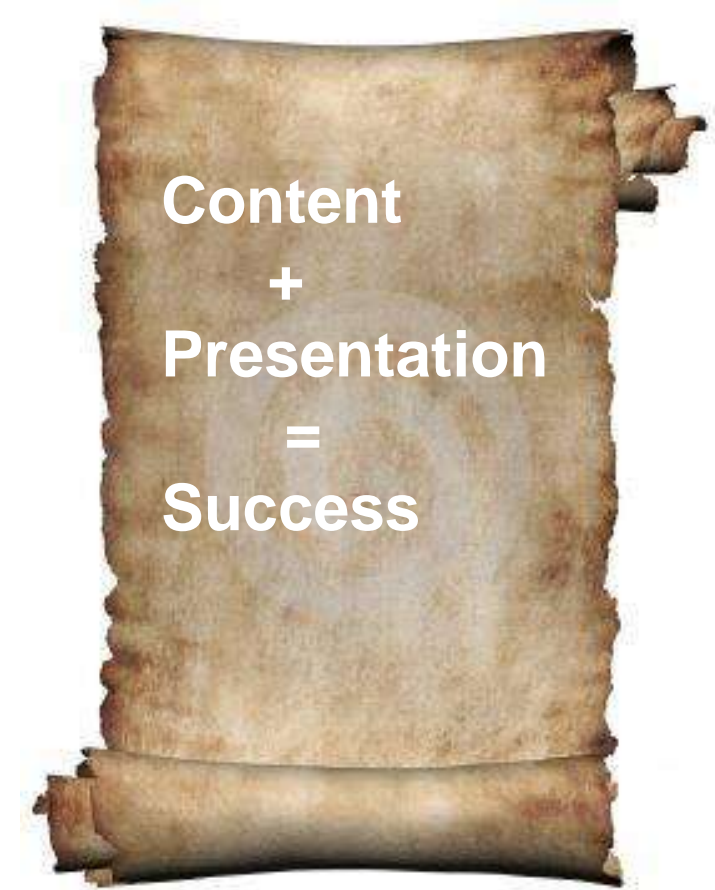 Content
+
Presentation
=
Success